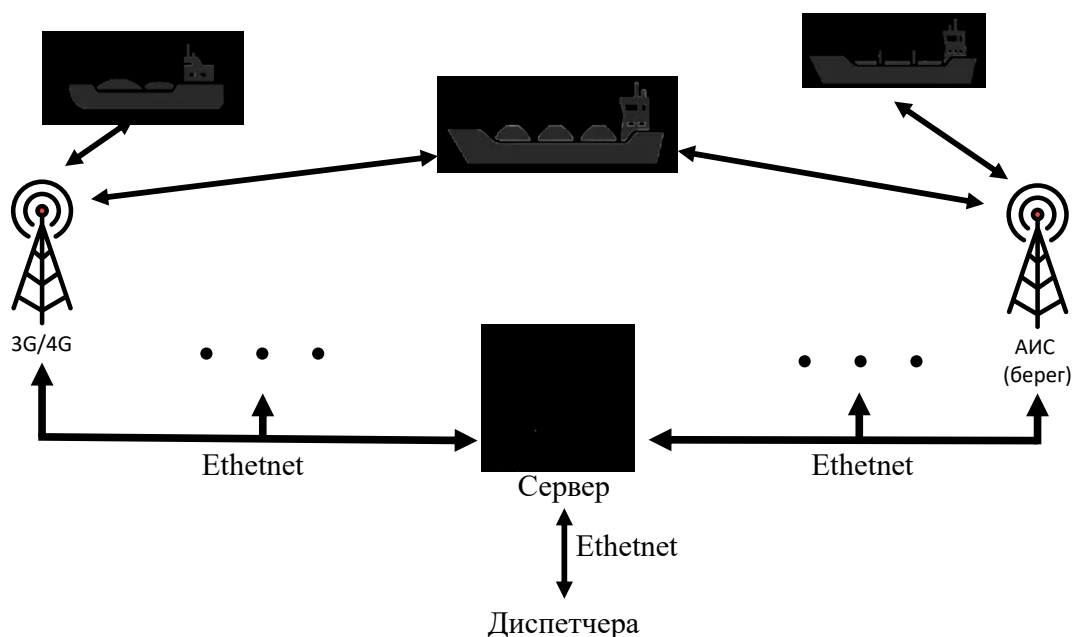 3G/4G
АИС
(берег)
Ethetnet
Ethetnet
Сервер
Ethetnet
Диспетчера